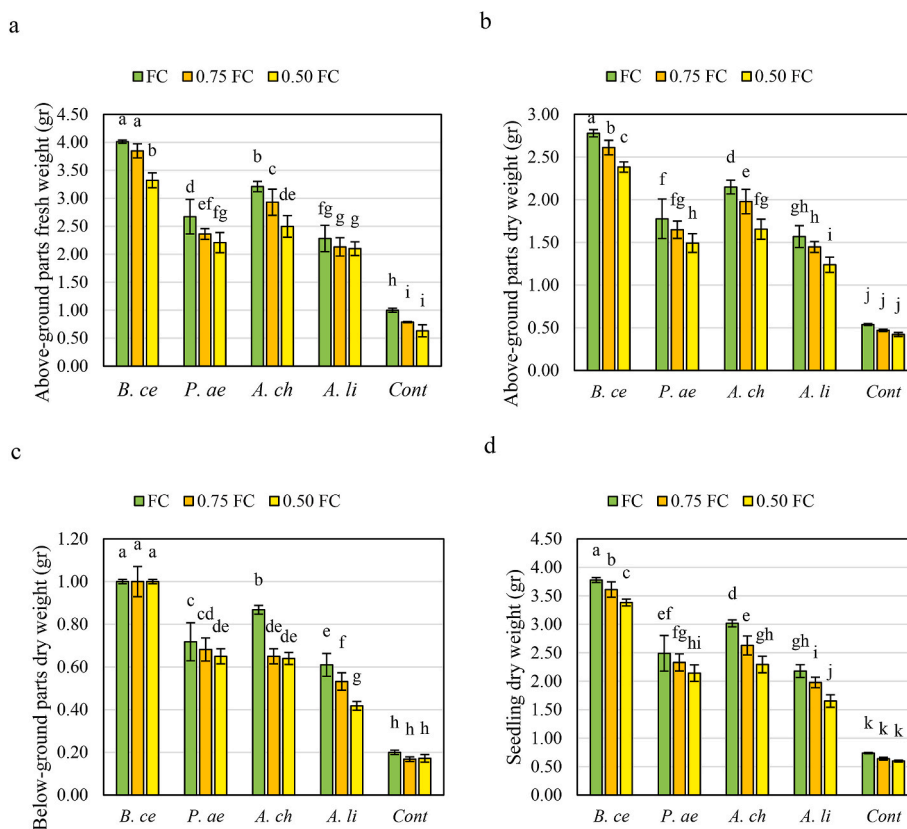 a
FC 0.75 FC 0.50 FC
Above-ground parts fresh weight (gr)
4.50
4.00
3.50
3.00
2.50
2.00
1.50
1.00
0.50
0.00
a a b
d ef fg
b c de
fg g g
h i i
B. ce P. ae A. ch A. li Cont
b
FC 0.75 FC 0.50 FC
Above-ground parts dry weight (gr)
3.00
2.50
2.00
1.50
1.00
0.50
0.00
a b c
f fg h
d e fg
gh h i
j j j
B. ce P. ae A. ch A. li Cont
c
FC 0.75 FC 0.50 FC
Below-ground parts dry weight (gr)
1.20
1.00
0.80
0.60
0.40
0.20
0.00
a a a
c cd de
b de de
e f g
h h h
B. ce P. ae A. ch A. li Cont
d
FC 0.75 FC 0.50 FC
Seedling dry weight (gr)
4.50
4.00
3.50
3.00
2.50
2.00
1.50
1.00
0.50
0.00
a b c
ef fg hi
d e gh
gh i j
k k k
B. ce P. ae A. ch A. li Cont